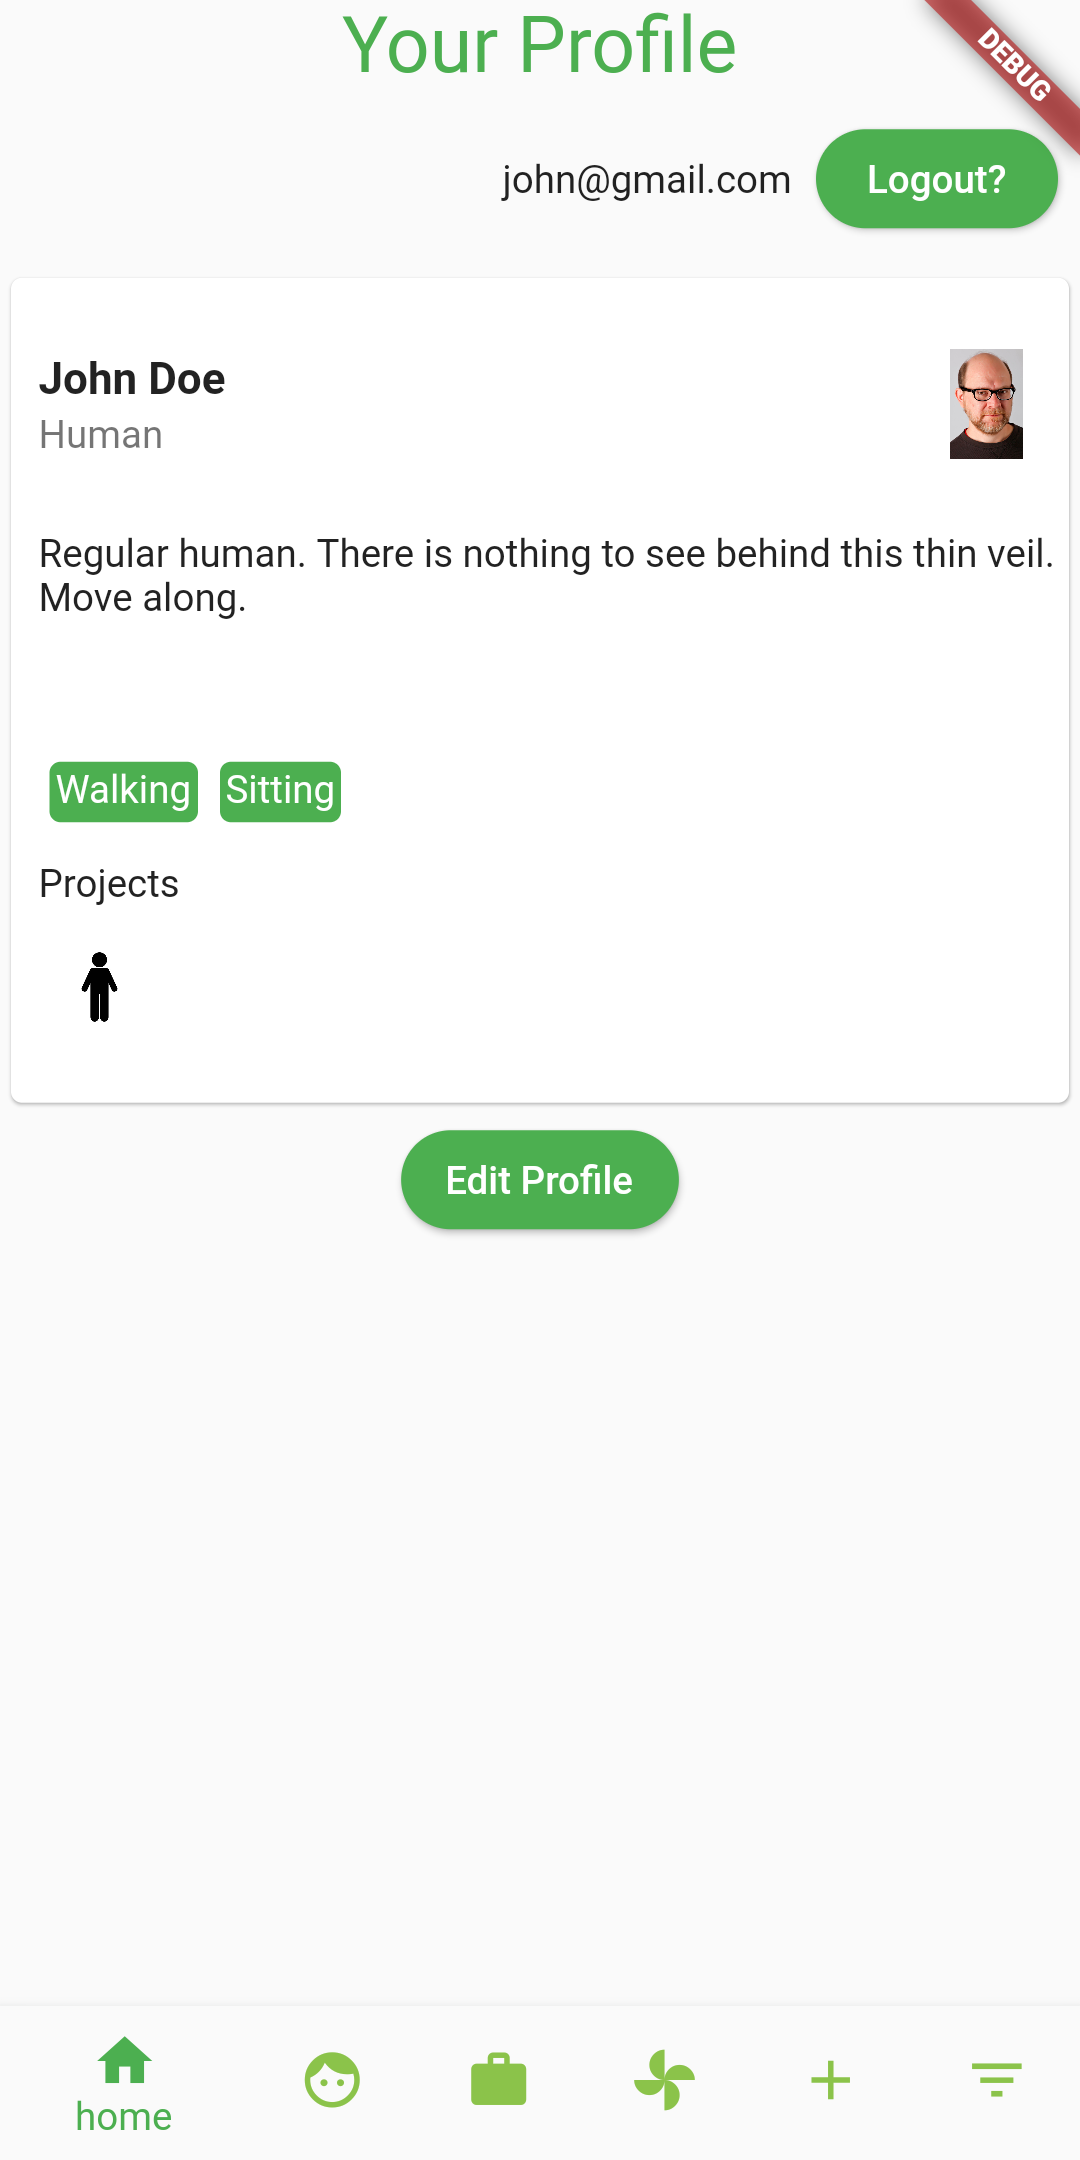 Your Profile
DEBUG
john@gmail.com
Logout?
John Doe
Human
Regular human. There is nothing to see behind this thin veil.
Move along.
Walking Sitting
Projects
Edit Profile
home